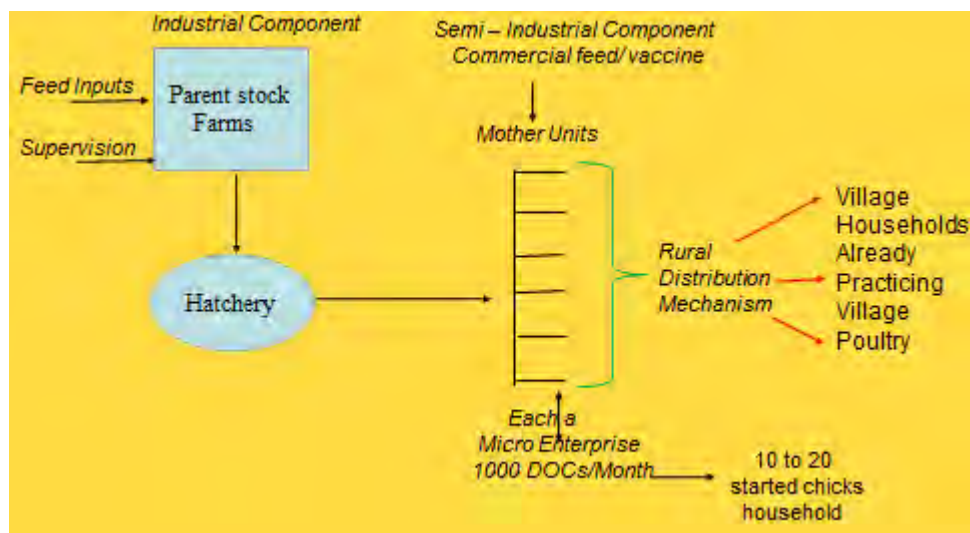 Industrial Component
Feed Inputs
Supervision
Parent stock
Farms
Hatchery
Semi – Industrial Component
Commercial feed/ vaccine
Mother Units
Rural
Distribution
Mechanism
Village
Households
Already
Practicing
Village
Poultry
Each a
Micro Enterprise
1000 DOCs/Month
10 to 20
started chicks
household